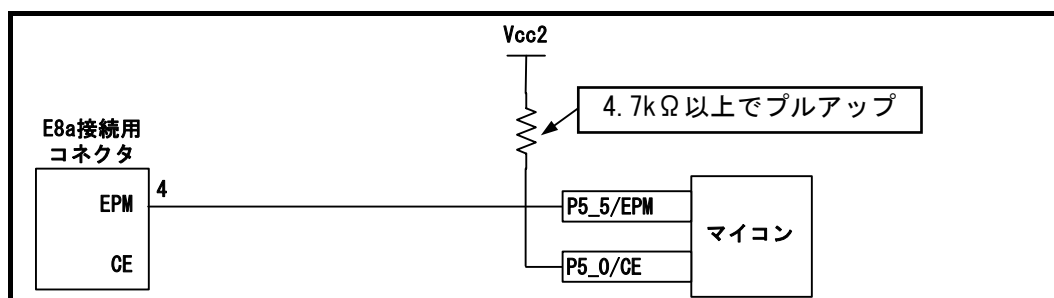 Vcc2
4.7kΩ以上でプルアップ
E8a接続用
コネクタ
EPM
4
P5_5/EPM
マイコン
CE
P5_0/CE